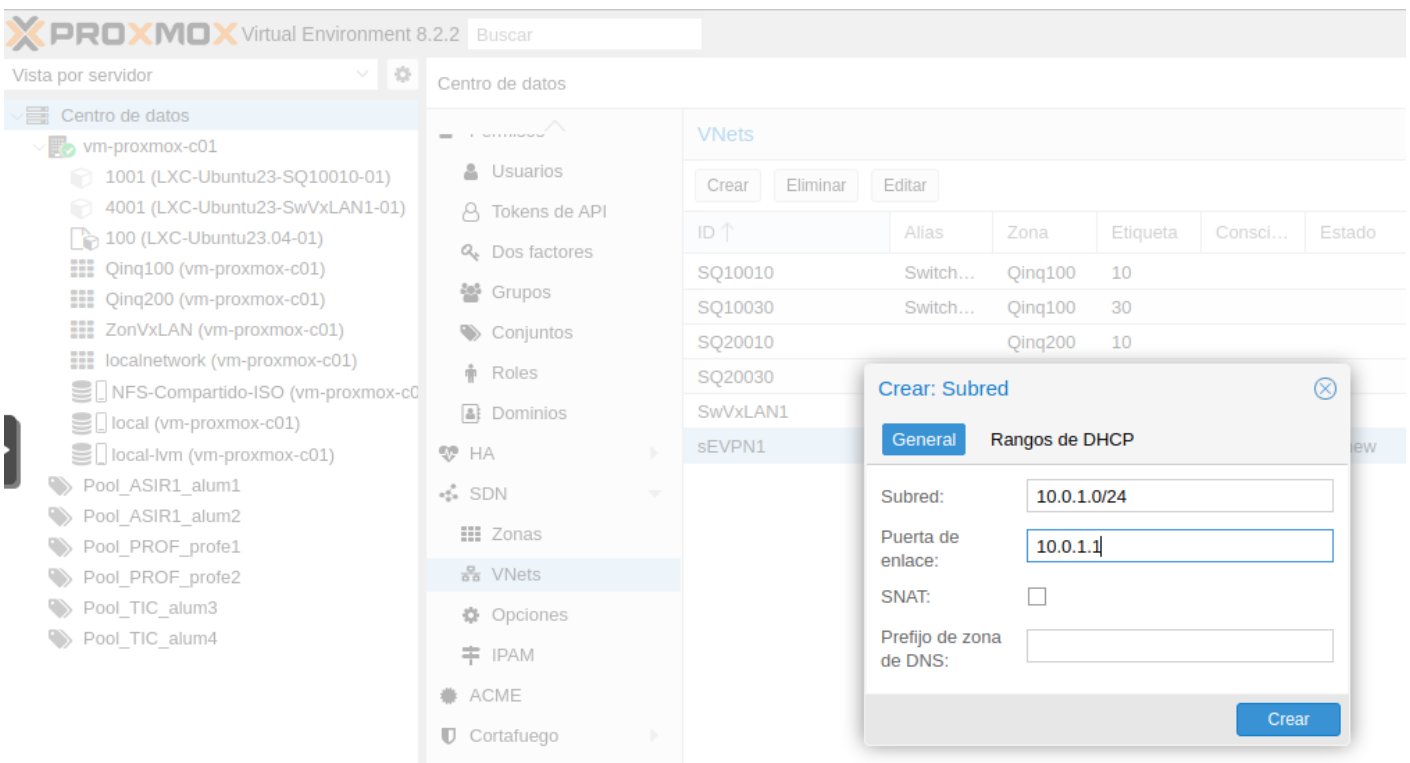 PROXMOX Virtual Environment 8.2.2 Buscar
Vista por servidor
Centro de datos
vm-proxmox-c01
1001 (LXC-Ubuntu23-SQ10010-01)
4001 (LXC-Ubuntu23-SwVxLAN1-01)
100 (LXC-Ubuntu23.04-01)
Qinq100 (vm-proxmox-c01)
Qinq200 (vm-proxmox-c01)
ZonVxLAN (vm-proxmox-c01)
localnetwork (vm-proxmox-c01)
NFS-Compartido-ISO (vm-proxmox-c0
local (vm-proxmox-c01)
local-lvm (vm-proxmox-c01)
Pool_ASIR1_alum1
Pool_ASIR1_alum2
Pool_PROF_profe1
Pool_PROF_profe2
Pool_TIC_alum3
Pool_TIC_alum4
Centro de datos
Permisos
Usuarios
Tokens de API
Dos factores
Grupos
Conjuntos
Roles
Dominios
HA
SDN
Zonas
VNets
Opciones
IPAM
ACME
Cortafuego
VNets
Crear Eliminar Editar
ID Alias Zona Etiqueta Consci... Estado
SQ10010 Switch... Qinq100 10
SQ10030 Switch... Qinq100 30
SQ20010 Qinq200 10
SQ20030
SwVxLAN1
sEVPN1
Crear: Subred
General Rangos de DHCP
Subred: 10.0.1.0/24
Puerta de
enlace: 10.0.1.1
SNAT:
Prefijo de zona
de DNS:
Crear